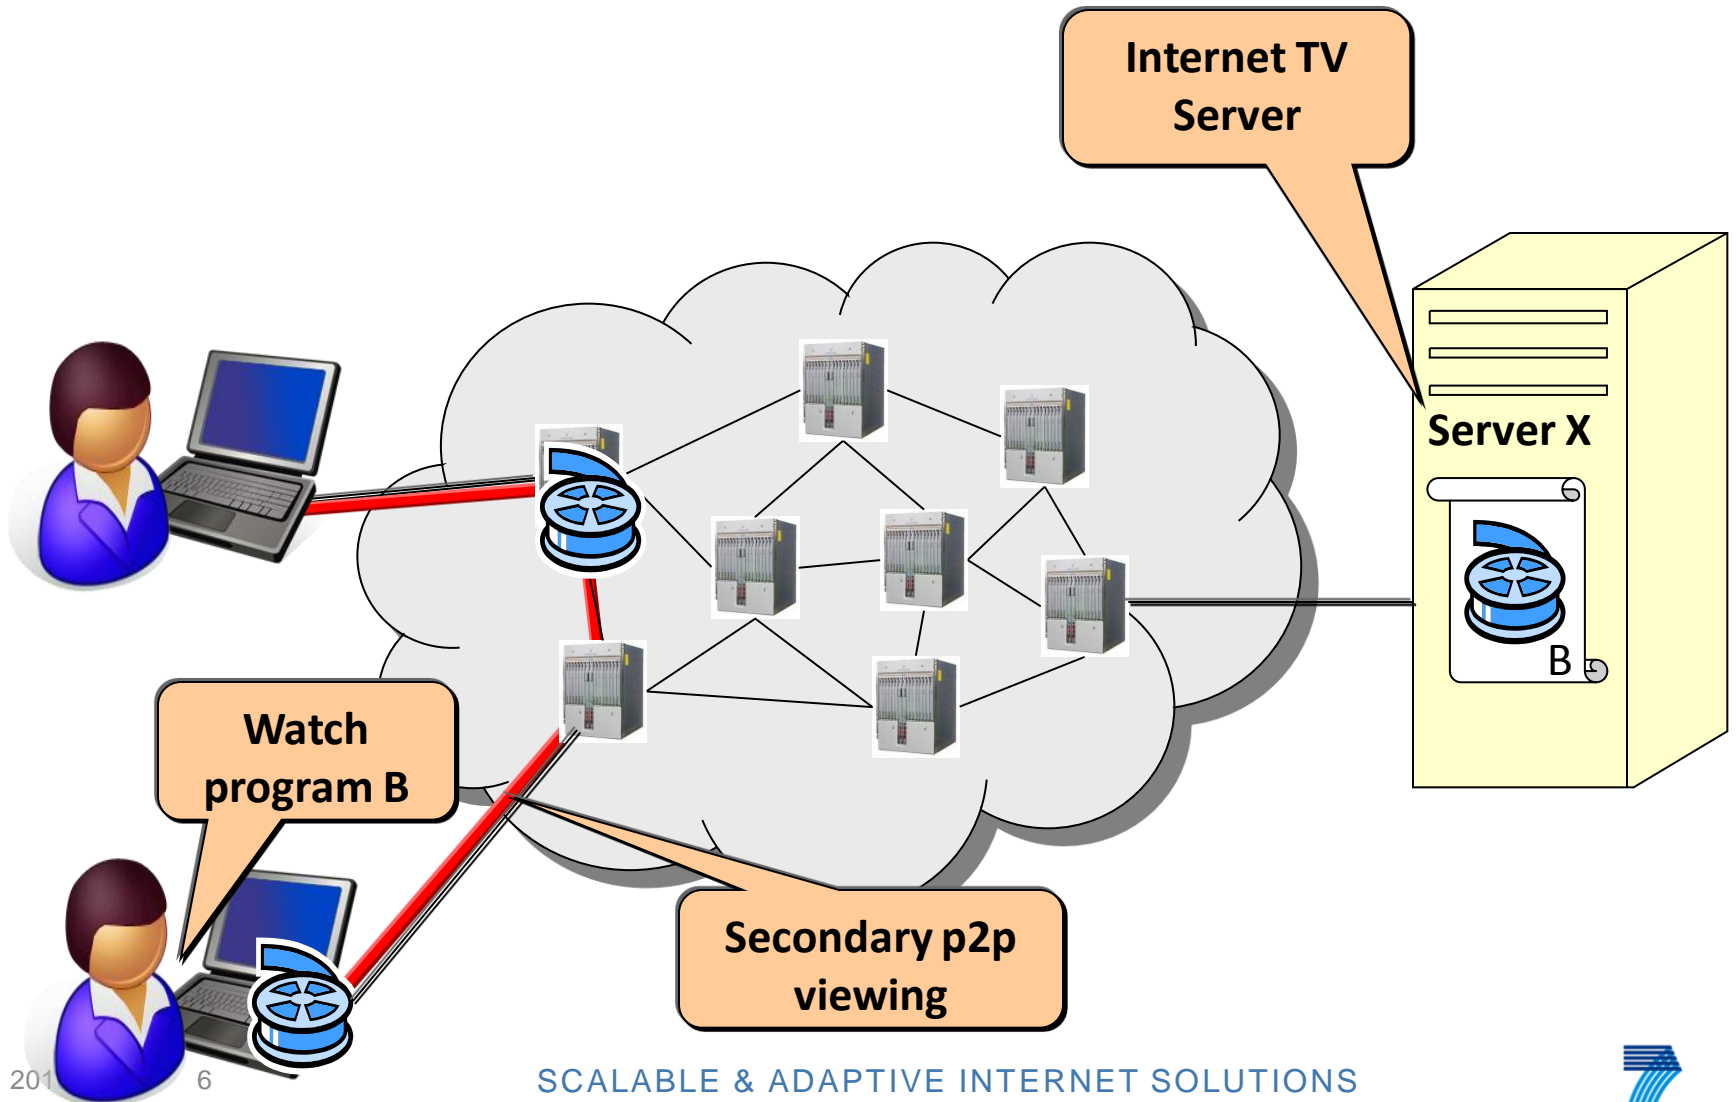 Internet TV
Server
Server X
B
Watch
program B
Secondary p2p
viewing
6
SCALABLE & ADAPTIVE INTERNET SOLUTIONS